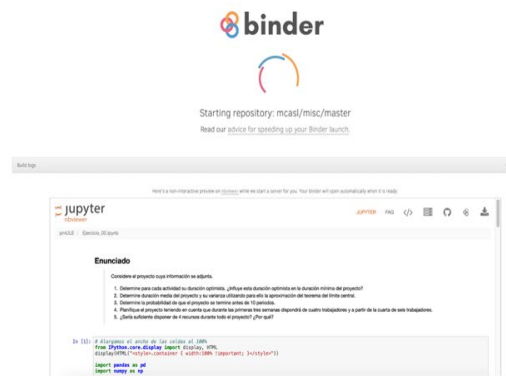 binder
Starting repository: mcasl/misc/master
Read our advice for speeding up your Binder launch.
Build logs
Here's a non-interactive preview on nbviewer while we start a server for you. Your binder will open automatically when it is ready.
jupyter
nbviewer
JUPYTER FAQ </>
Ejercicio_00.ipynb
Enunciado
Considere el proyecto cuya información se adjunta.
1. Determine para cada actividad su duración optimista. ¿Influye esta duración optimista en la duración mínima del proyecto?
2. Determine duración media del proyecto y su varianza utilizando para ello la aproximación del teorema del límite central.
3. Determine la probabilidad de que el proyecto se termine antes de 10 periodos.
4. Planifique el proyecto teniendo en cuenta que durante las primeras tres semanas dispondrá de cuatro trabajadores y a partir de la cuarta de seis trabajadores.
5. ¿Sería suficiente disponer de 4 recursos durante todo el proyecto? ¿Por qué?
In [1]: # Alargamos el ancho de las celdas al 100%
from IPython.core.display import display, HTML
display(HTML("<style>.container { width:100% !important; }</style>"))
import pandas as pd
import numpy as np